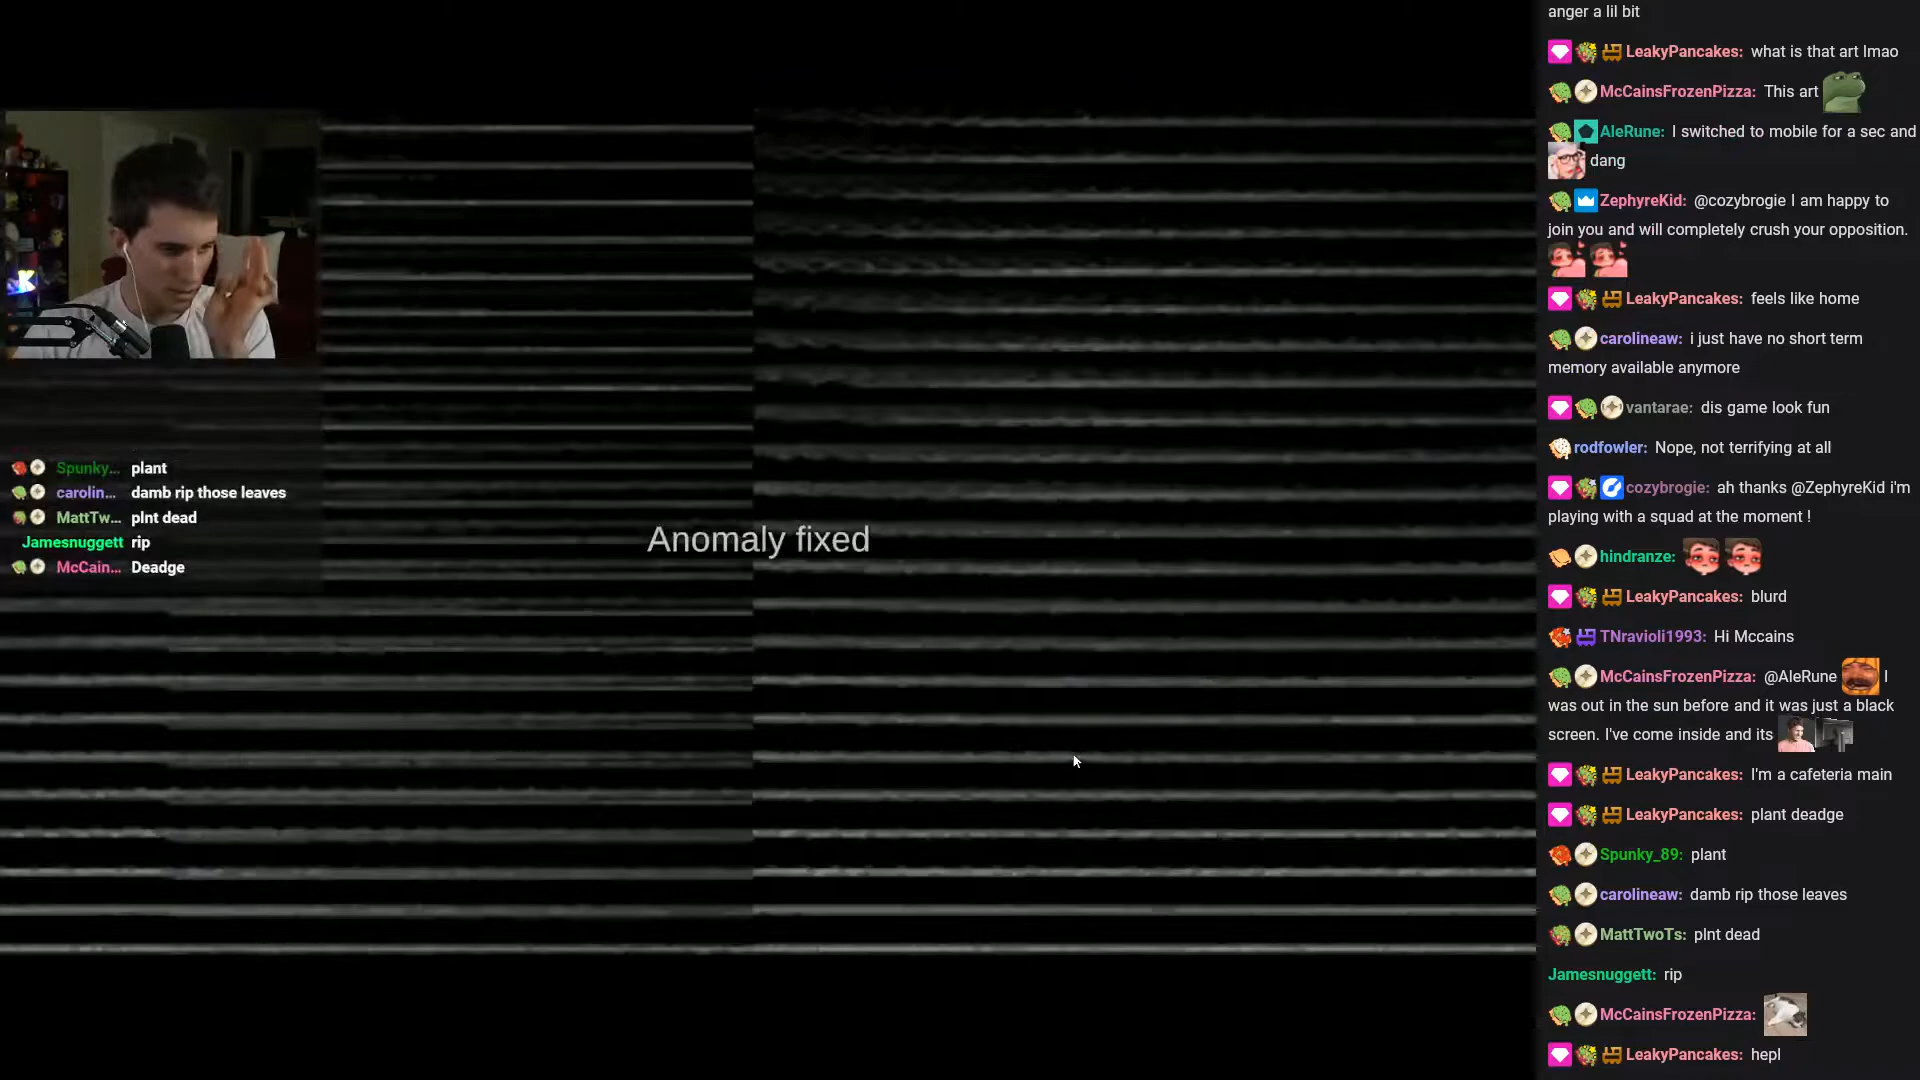 Spunky... plant
carolin... damb rip those leaves
MattTw... plnt dead
Jamesnuggett rip
McCain... Deadge
Anomaly fixed
anger a lil bit
LeakyPancakes: what is that art lmao
McCainsFrozenPizza: This art
AleRune: I switched to mobile for a sec and
dang
ZephyreKid: @cozybrogie I am happy to
join you and will completely crush your opposition.
LeakyPancakes: feels like home
carolineaw: i just have no short term
memory available anymore
vantarae: dis game look fun
rodfowler: Nope, not terrifying at all
cozybrogie: ah thanks @ZephyreKid i'm
playing with a squad at the moment !
hindranze:
LeakyPancakes: blurd
TNravioli1993: Hi Mccains
McCainsFrozenPizza: @AleRune I
was out in the sun before and it was just a black
screen. I've come inside and its
LeakyPancakes: I'm a cafeteria main
LeakyPancakes: plant deadge
Spunky_89: plant
carolineaw: damb rip those leaves
MattTwoTs: plnt dead
Jamesnuggett: rip
McCainsFrozenPizza:
LeakyPancakes: hepl